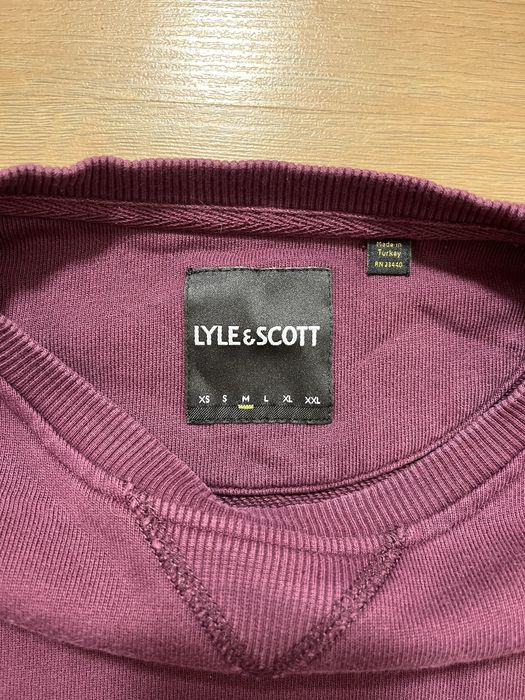 Made in
Turkey
RN 23440
LYLE & SCOTT
XS S M L XL XXL